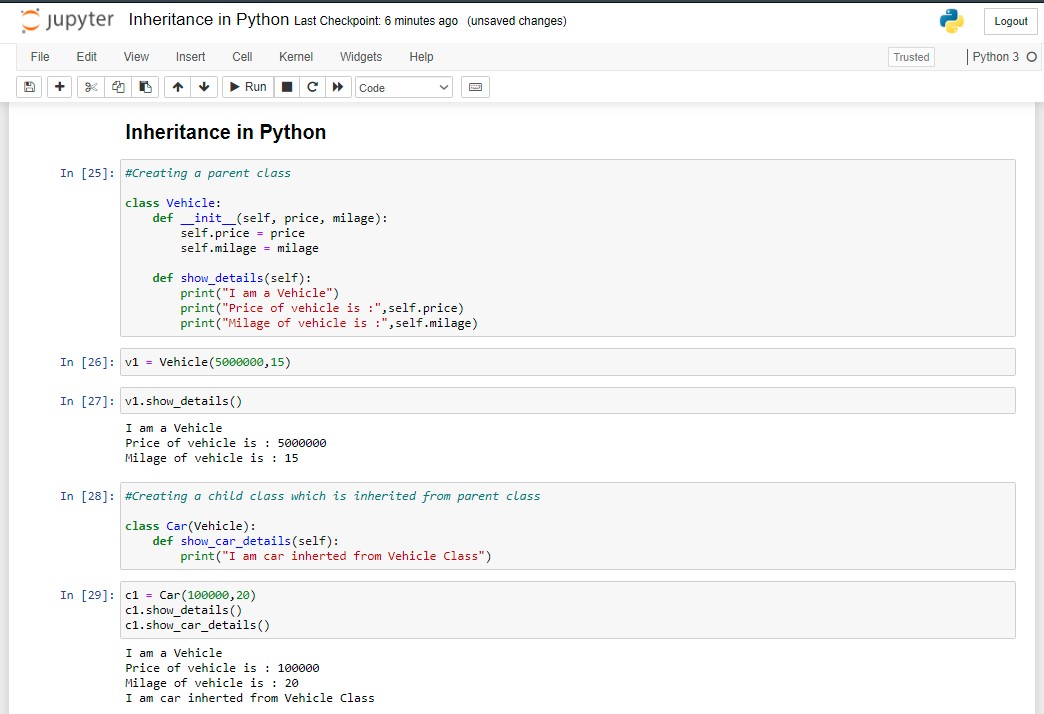 jupyter Inheritance in Python Last Checkpoint: 6 minutes ago (unsaved changes) Logout
File Edit View Insert Cell Kernel Widgets Help Trusted Python 3
Run Code
Inheritance in Python
In [25]: #Creating a parent class
class Vehicle:
    def __init__(self, price, milage):
        self.price = price
        self.milage = milage
    def show_details(self):
        print("I am a Vehicle")
        print("Price of vehicle is :",self.price)
        print("Milage of vehicle is :",self.milage)
In [26]: v1 = Vehicle(5000000,15)
In [27]: v1.show_details()
I am a Vehicle
Price of vehicle is : 5000000
Milage of vehicle is : 15
In [28]: #Creating a child class which is inherited from parent class
class Car(Vehicle):
    def show_car_details(self):
        print("I am car inherted from Vehicle Class")
In [29]: c1 = Car(100000,20)
c1.show_details()
c1.show_car_details()
I am a Vehicle
Price of vehicle is : 100000
Milage of vehicle is : 20
I am car inherted from Vehicle Class